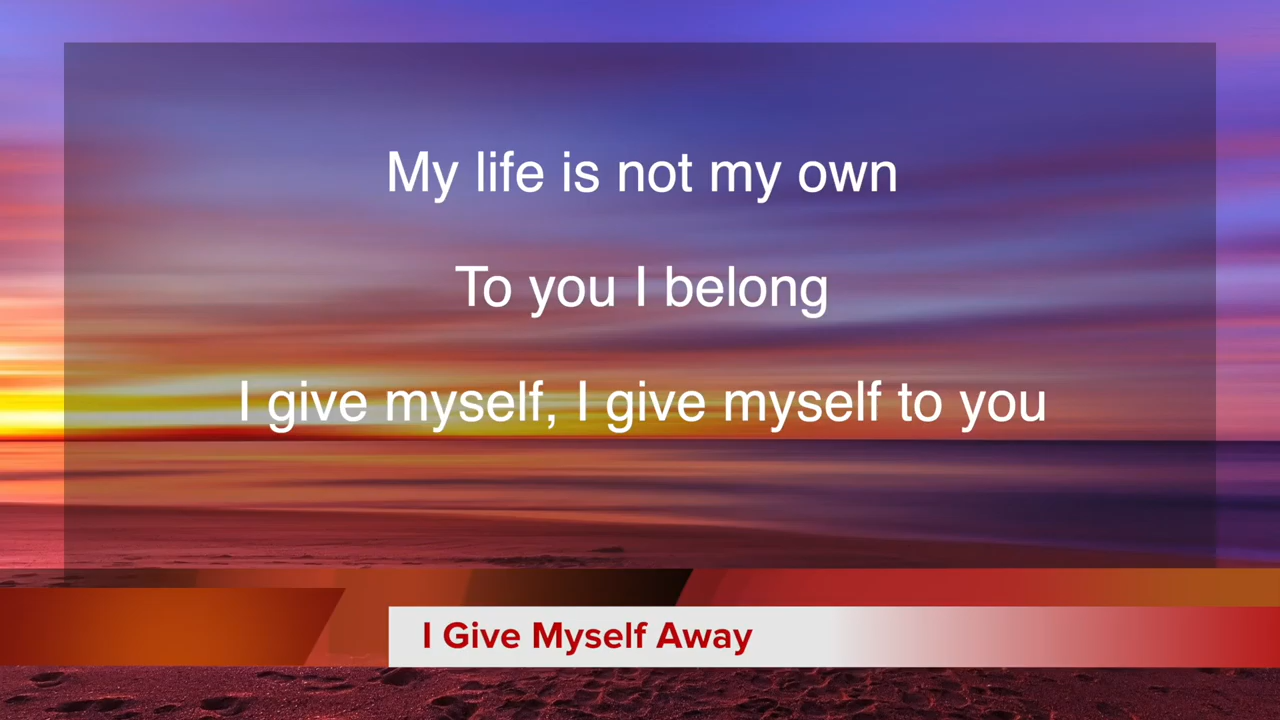 My life is not my own
To you I belong
I give myself, I give myself to you
I Give Myself Away